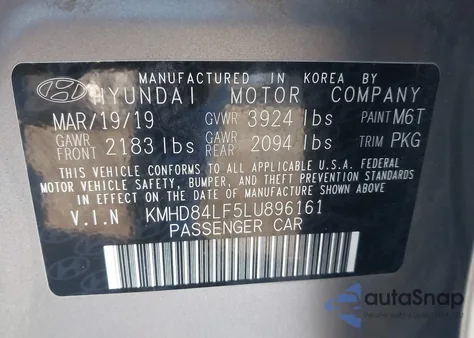 MANUFACTURED IN KOREA BY
HYUNDAI MOTOR COMPANY
MAR/19/19 GVWR 3924 lbs PAINT M6T
GAWR FRONT 2183 lbs GAWR REAR 2094 lbs TRIM PKG
THIS VEHICLE CONFORMS TO ALL APPLICABLE U.S.A. FEDERAL
MOTOR VEHICLE SAFETY, BUMPER, AND THEFT PREVENTION
STANDARDS IN EFFECT ON THE DATE OF MANUFACTURE SHOWN ABOVE.
V.I.N KMHD84LF5LU896161
PASSENGER CAR
autoSnap